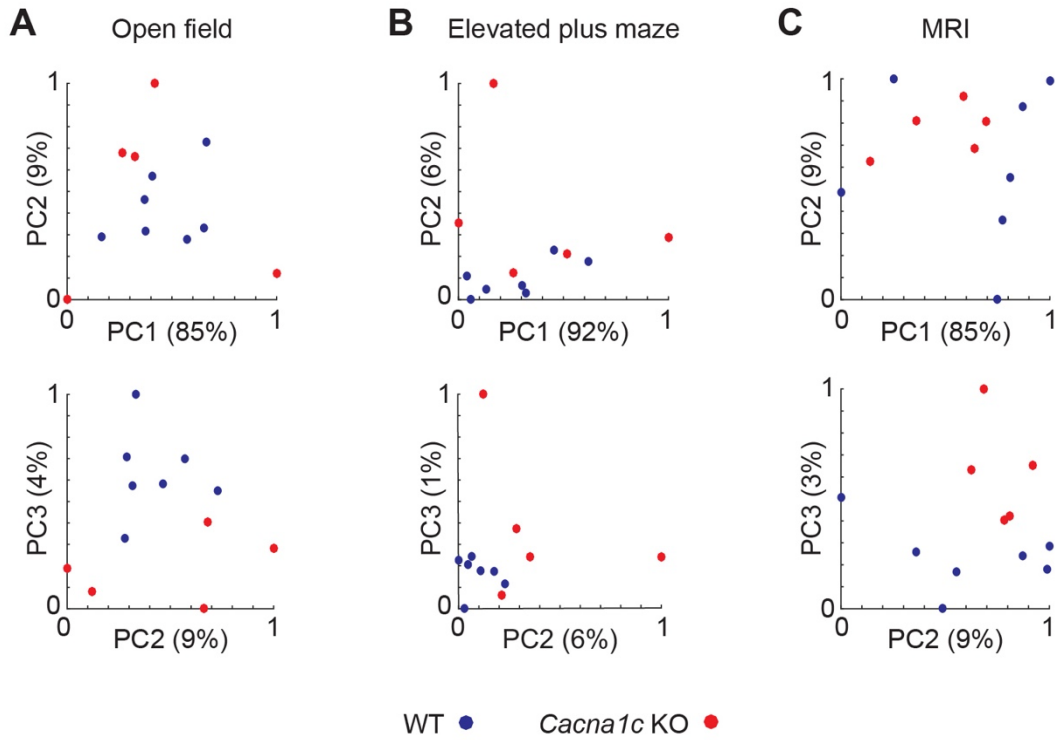 A Open field
B Elevated plus maze
C MRI
1
PC2 (9%)
0
0 1
PC1 (85%)
1
PC2 (6%)
0
0 1
PC1 (92%)
1
PC2 (9%)
0
0 1
PC1 (85%)
1
PC3 (4%)
0
0 1
PC2 (9%)
1
PC3 (1%)
0
0 1
PC2 (6%)
1
PC3 (3%)
0
0 1
PC2 (9%)
WT Cacna1c KO